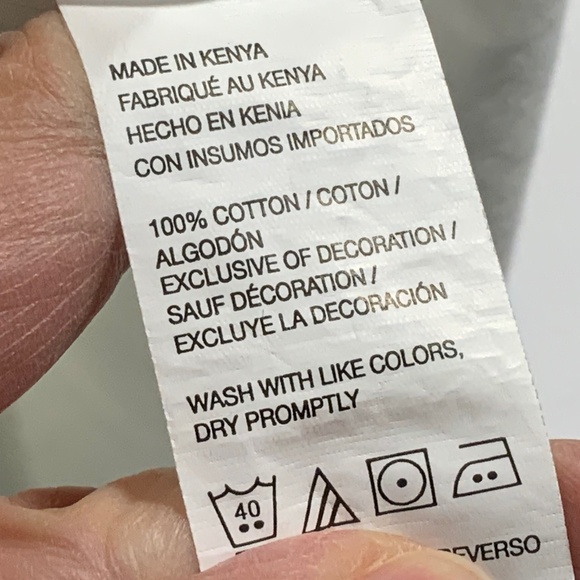 MADE IN KENYA
FABRIQUÉ AU KENYA
HECHO EN KENIA
CON INSUMOS IMPORTADOS
100% COTTON / COTON /
ALGODÓN
EXCLUSIVE OF DECORATION /
SAUF DÉCORATION /
EXCLUYE LA DECORACIÓN
WASH WITH LIKE COLORS,
DRY PROMPTLY
40
REVERSO